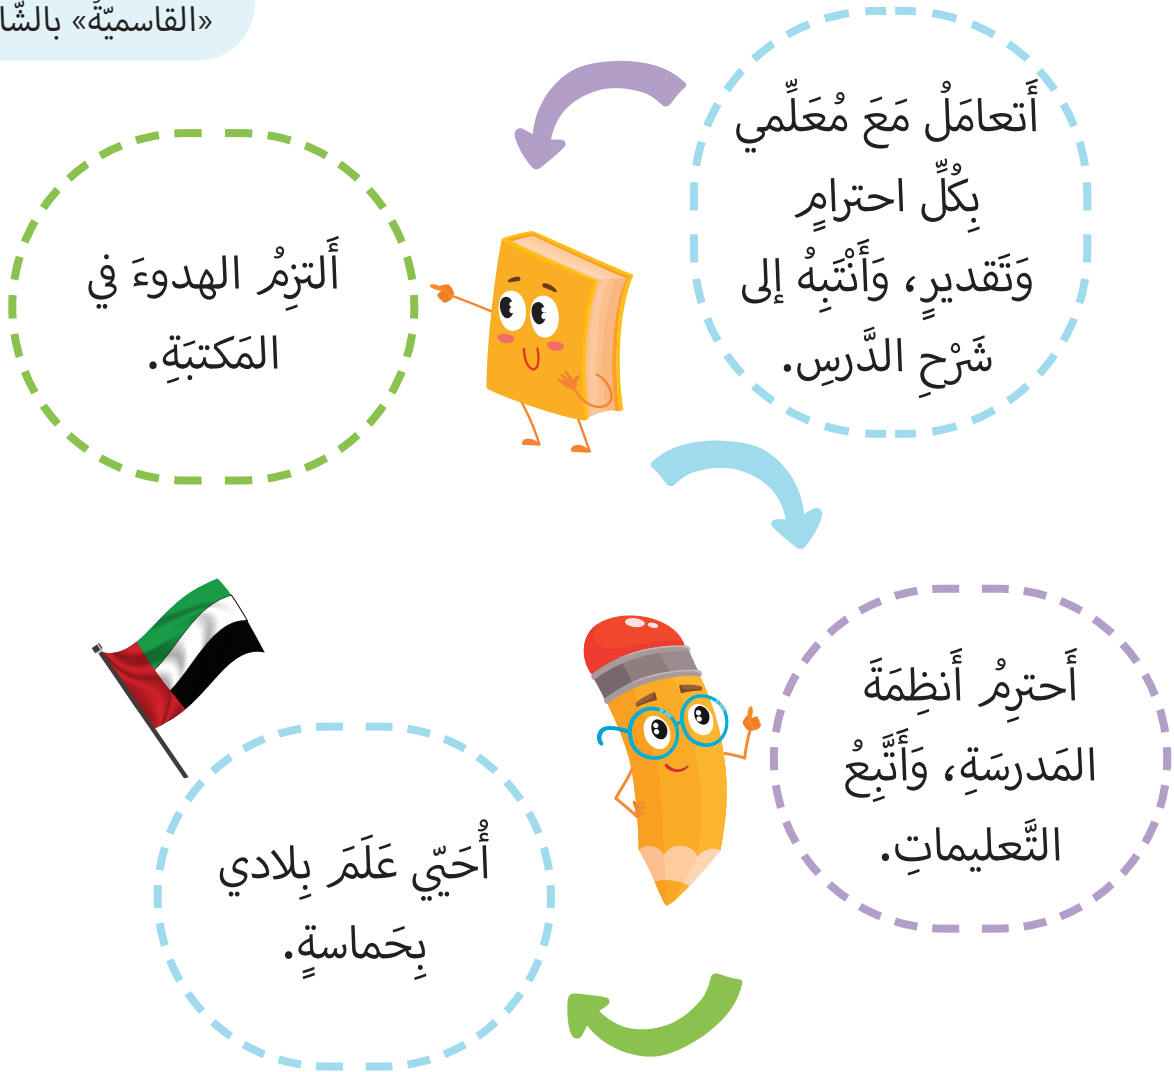 «القاسميّةُ» بالشّا
أَتعامَلُ مَعَ مُعَلِّمي
بِكُلِّ احترامٍ
وَتَقديرٍ، وَأَنْتَبِهُ إلى
شَرْحِ الدَّرسِ.
أَلتزِمُ الهدوءَ في
المَكتبَةِ.
أَحترِمُ أَنظِمَةَ
المَدرسَةِ، وَأَتَّبِعُ
التَّعليماتِ.
أُحَيّي عَلَمَ بِلادي
بِحَماسةٍ.